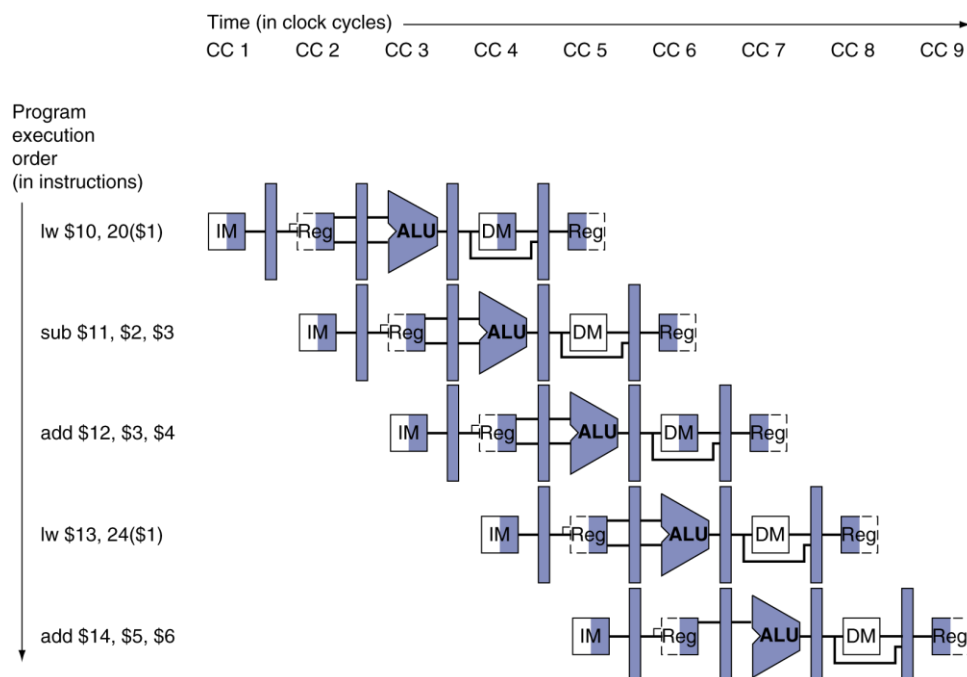 Time (in clock cycles)
CC 1 CC 2 CC 3 CC 4 CC 5 CC 6 CC 7 CC 8 CC 9
Program
execution
order
(in instructions)
lw $10, 20($1) IM Reg ALU DM Reg
sub $11, $2, $3 IM Reg ALU DM Reg
add $12, $3, $4 IM Reg ALU DM Reg
lw $13, 24($1) IM Reg ALU DM Reg
add $14, $5, $6 IM Reg ALU DM Reg